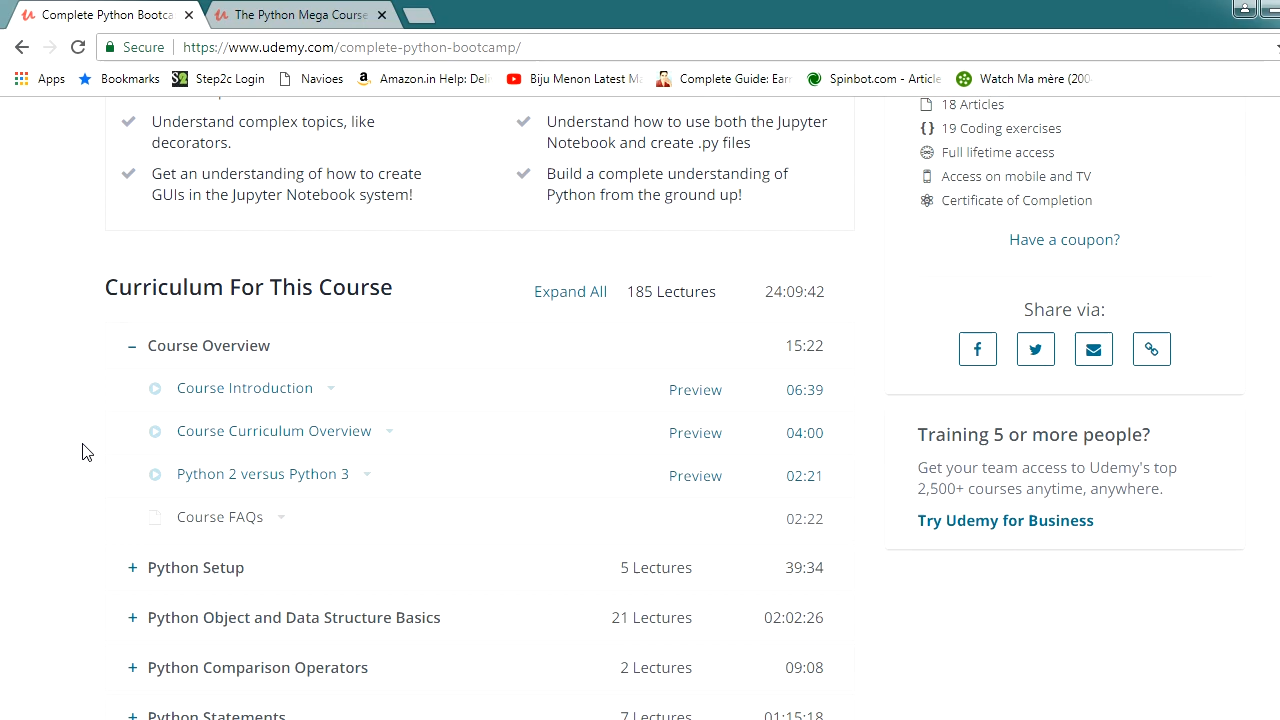 Complete Python Bootca
The Python Mega Course
Secure
https://www.udemy.com/complete-python-bootcamp/
Apps
Bookmarks
Step2c Login
Navioes
Amazon.in Help: Deli
Biju Menon Latest Ma
Complete Guide: Earn
Spinbot.com - Article
Watch Ma mère (200
Understand complex topics, like
decorators.
Get an understanding of how to create
GUIs in the Jupyter Notebook system!
Understand how to use both the Jupyter
Notebook and create .py files
Build a complete understanding of
Python from the ground up!
18 Articles
19 Coding exercises
Full lifetime access
Access on mobile and TV
Certificate of Completion
Have a coupon?
Share via:
Training 5 or more people?
Get your team access to Udemy's top
2,500+ courses anytime, anywhere.
Try Udemy for Business
Curriculum For This Course
Expand All 185 Lectures 24:09:42
Course Overview 15:22
Course Introduction Preview 06:39
Course Curriculum Overview Preview 04:00
Python 2 versus Python 3 Preview 02:21
Course FAQs 02:22
Python Setup 5 Lectures 39:34
Python Object and Data Structure Basics 21 Lectures 02:02:26
Python Comparison Operators 2 Lectures 09:08
Python Statements 7 Lectures 01:15:18